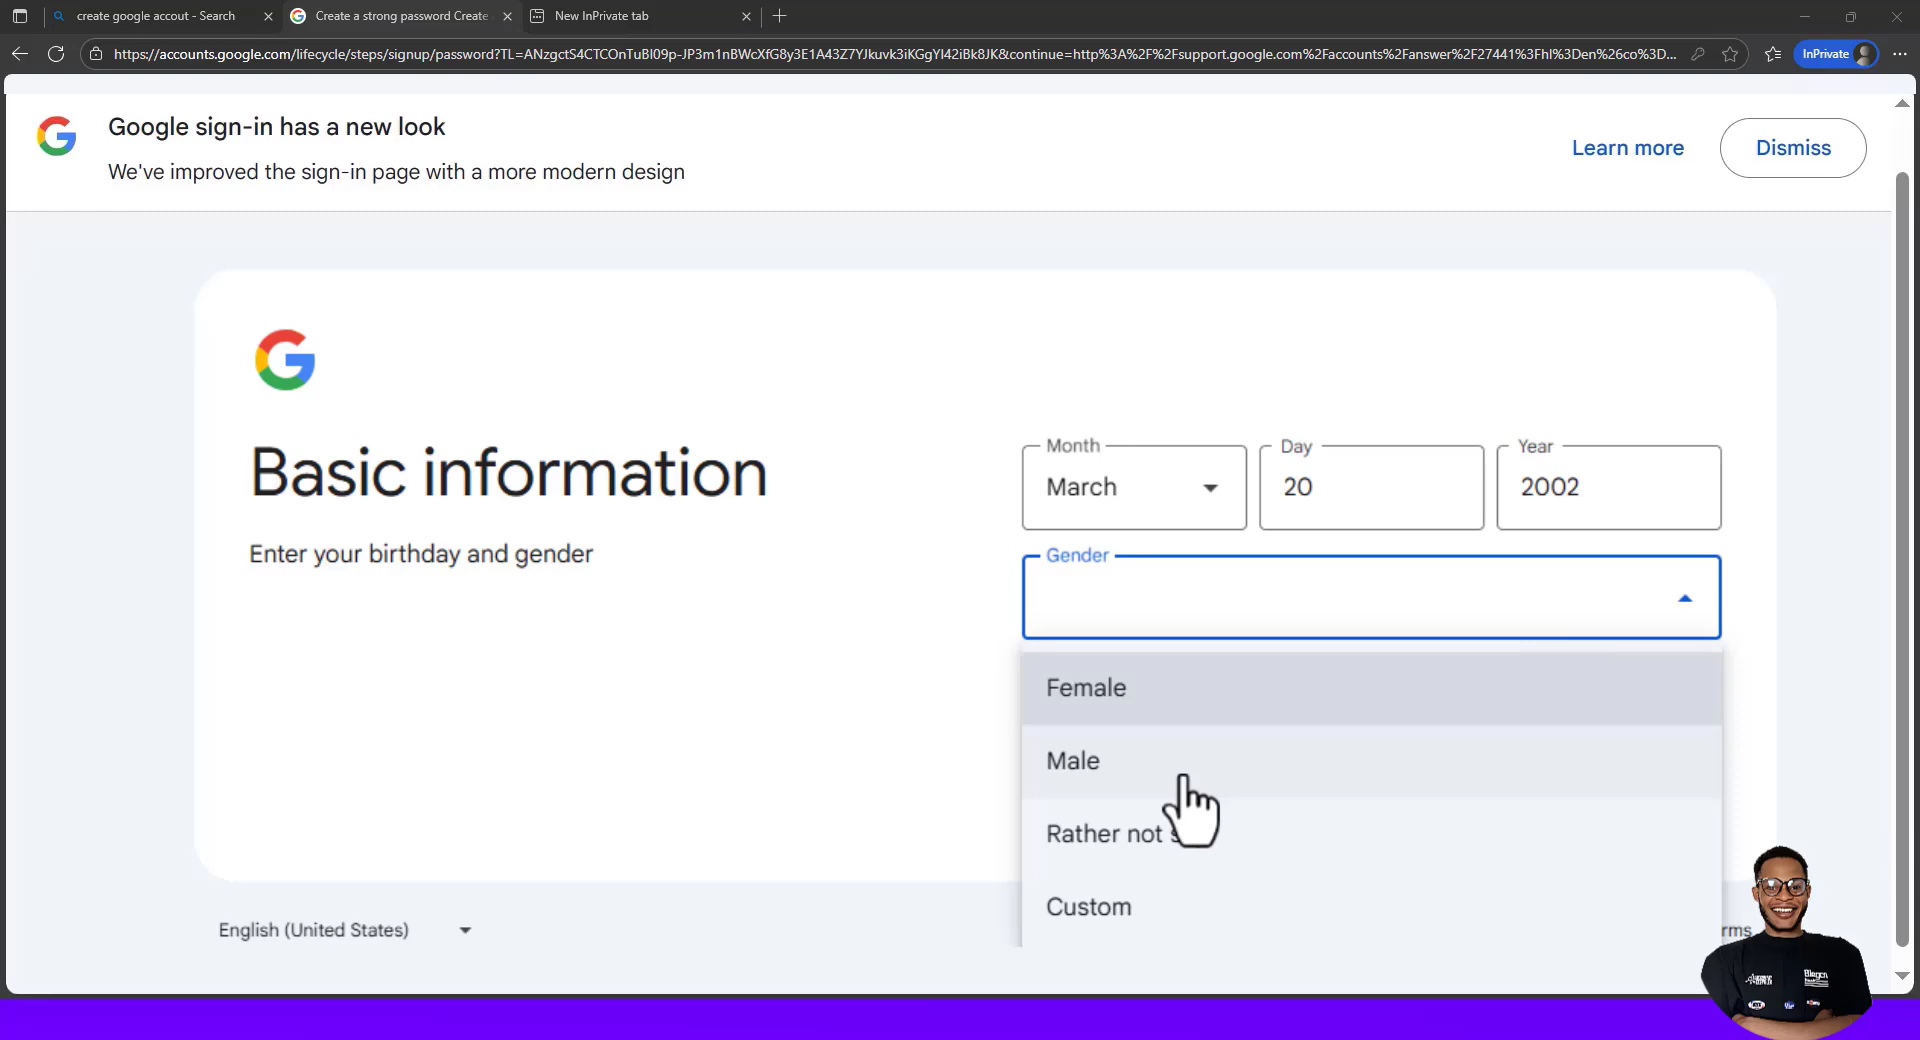 create google accout - Search
Create a strong password Create
New InPrivate tab
https://accounts.google.com/lifecycle/steps/signup/password?TL=ANzgctS4CTCOnTuBI09p-JP3m1nBWcXfG8y3E1A43Z7YJkuvk3iKGgYI42iBk8JK&continue=http%3A%2F%2Fsupport.google.com%2Faccounts%2Fanswer%2F27441%3Fhl%3Den%26co%3D...
InPrivate
Google sign-in has a new look
We've improved the sign-in page with a more modern design
Learn more
Dismiss
Basic information
Enter your birthday and gender
Month
March
Day
20
Year
2002
Gender
Female
Male
Rather not s
Custom
English (United States)
rms